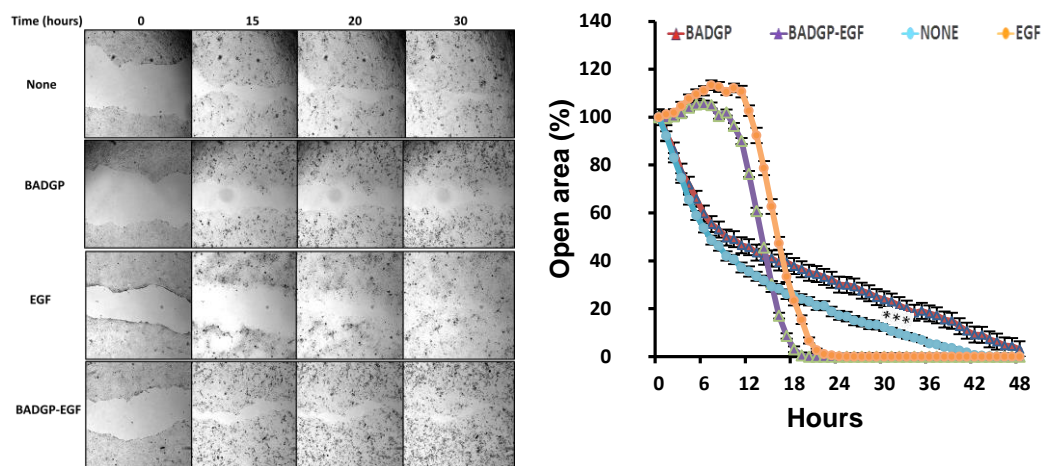 Time (hours) 0 15 20 30
None
BADGP
EGF
BADGP-EGF
BADGP BADGP-EGF NONE EGF
140
120
100
80
60
40
20
0
Open area (%)
***
0 6 12 18 24 30 36 42 48
Hours